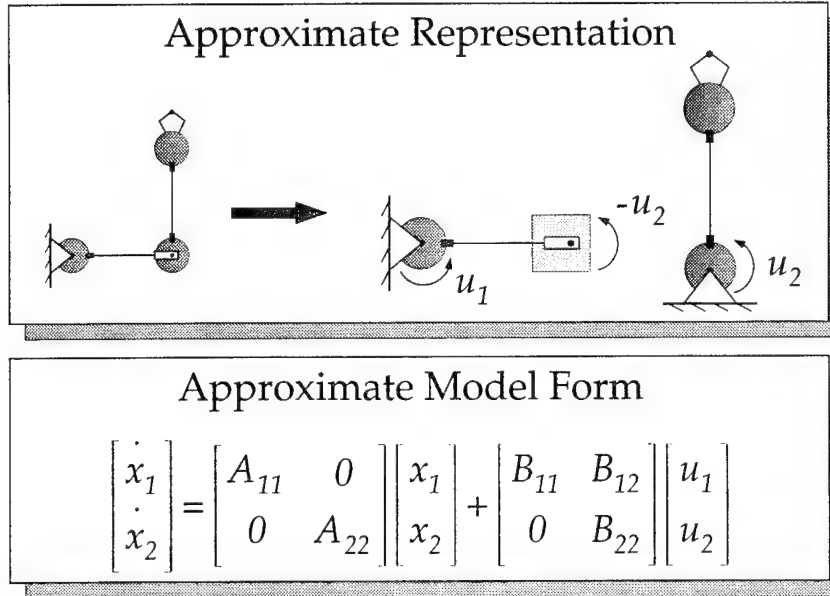 Approximate Representation
u1
-u2
u2
Approximate Model Form
[ẋ1 ẋ2] = [A11 0 0 A22] [x1 x2] + [B11 B12 0 B22] [u1 u2]